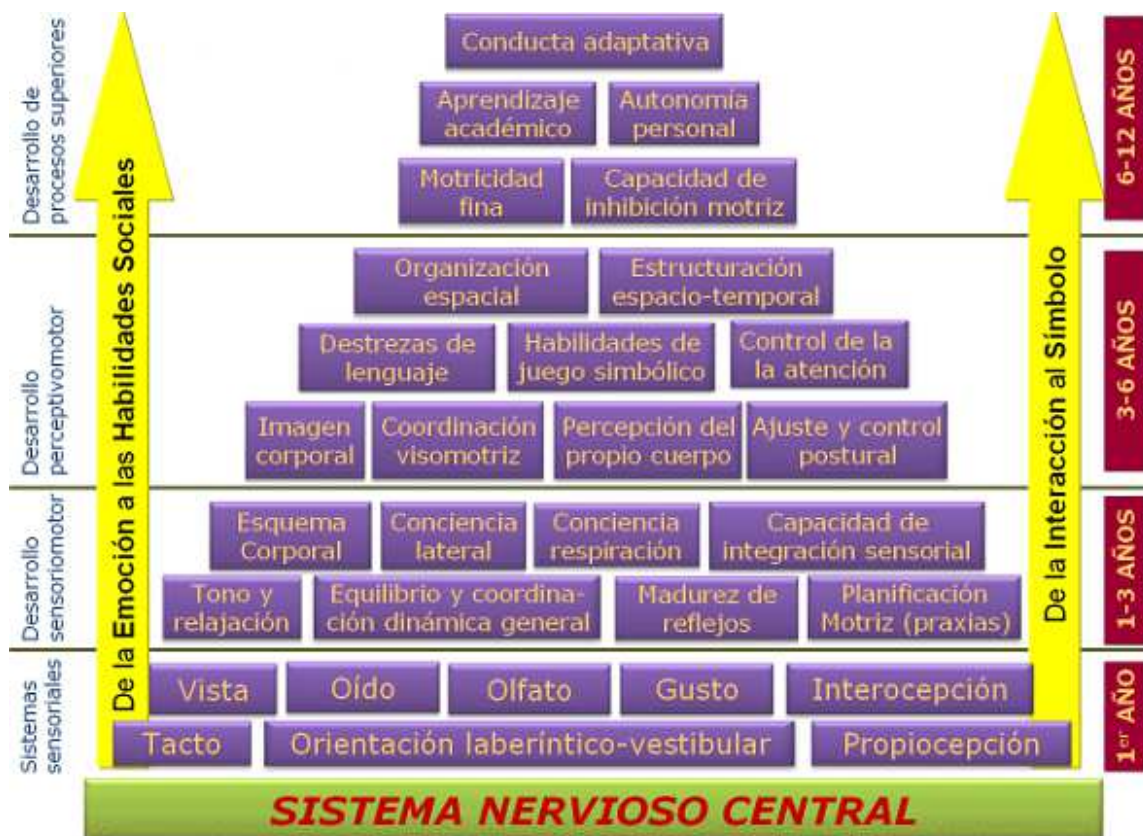 Conducta adaptativa
Aprendizaje
académico
Autonomía
personal
Motricidad
fina
Capacidad de
inhibición motriz
Desarrollo de
procesos superiores
6-12 AÑOS
Organización
espacial
Estructuración
espacio-temporal
Destrezas de
lenguaje
Habilidades de
juego simbólico
Control de la
la atención
Imagen
corporal
Coordinación
visomotriz
Percepción del
propio cuerpo
Ajuste y control
postural
Desarrollo
perceptivomotor
3-6 AÑOS
Esquema
Corporal
Conciencia
lateral
Conciencia
respiración
Capacidad de
integración sensorial
Tono y
relajación
Equilibrio y coordina-
ción dinámica general
Madurez de
reflejos
Planificación
Motriz (praxias)
Desarrollo
sensoriomotor
1-3 AÑOS
Vista
Oído
Olfato
Gusto
Interocepción
Tacto
Orientación laberíntico-vestibular
Propiocepción
Sistemas
sensoriales
1er AÑO
De la Emoción a las Habilidades Sociales
De la Interacción al Símbolo
SISTEMA NERVIOSO CENTRAL